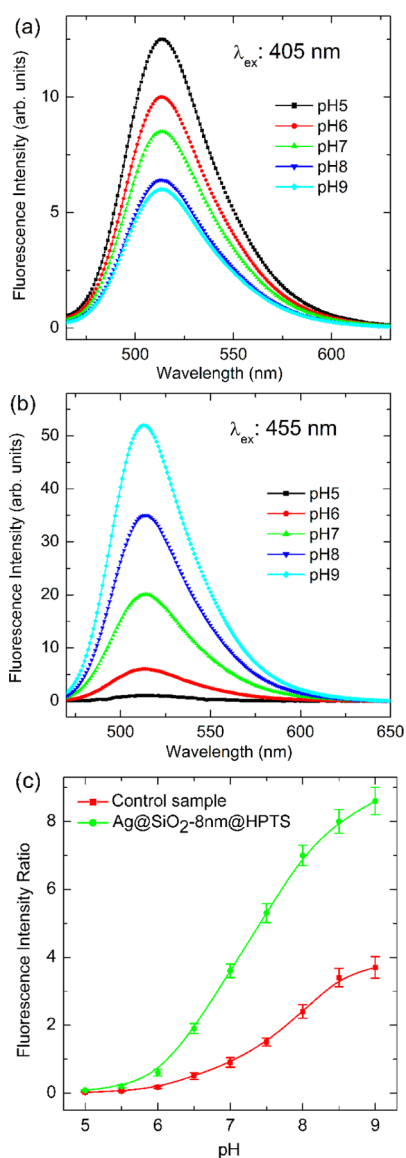 (a)
λex: 405 nm
pH5
pH6
pH7
pH8
pH9
Fluorescence Intensity (arb. units)
10
5
0
500
550
600
Wavelength (nm)
(b)
λex: 455 nm
pH5
pH6
pH7
pH8
pH9
Fluorescence Intensity (arb. units)
50
40
30
20
10
0
500
550
600
650
Wavelength (nm)
(c)
Control sample
Ag@SiO2-8nm@HPTS
Fluorescence Intensity Ratio
8
6
4
2
0
5
6
7
8
9
pH